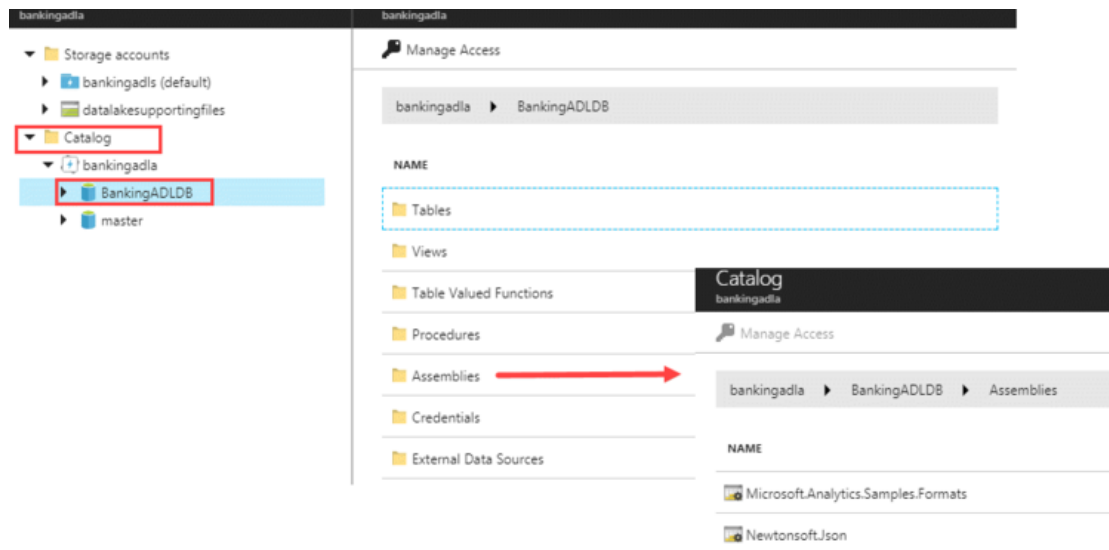 bankingadla
Storage accounts
bankingadls (default)
datalakesupportingfiles
Catalog
bankingadla
BankingADLDB
master
bankingadla
Manage Access
bankingadla BankingADLDB
NAME
Tables
Views
Table Valued Functions
Procedures
Assemblies
Credentials
External Data Sources
Catalog
bankingadla
Manage Access
bankingadla BankingADLDB Assemblies
NAME
Microsoft.Analytics.Samples.Formats
Newtonsoft.Json